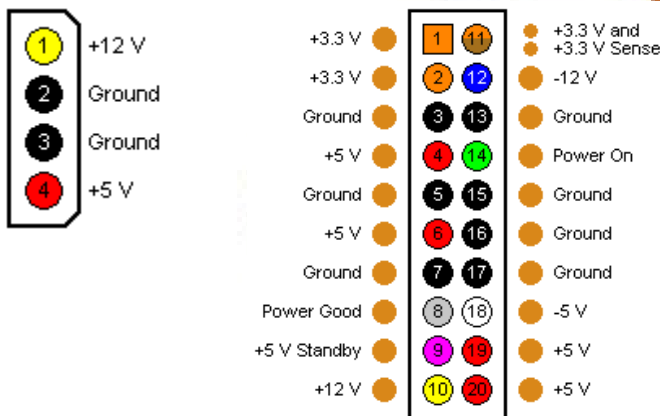 1 +12 V
2 Ground
3 Ground
4 +5 V
+3.3 V 1 11 +3.3 V and
+3.3 V Sense
+3.3 V 2 12 -12 V
Ground 3 13 Ground
+5 V 4 14 Power On
Ground 5 15 Ground
+5 V 6 16 Ground
Ground 7 17 Ground
Power Good 8 18 -5 V
+5 V Standby 9 19 +5 V
+12 V 10 20 +5 V